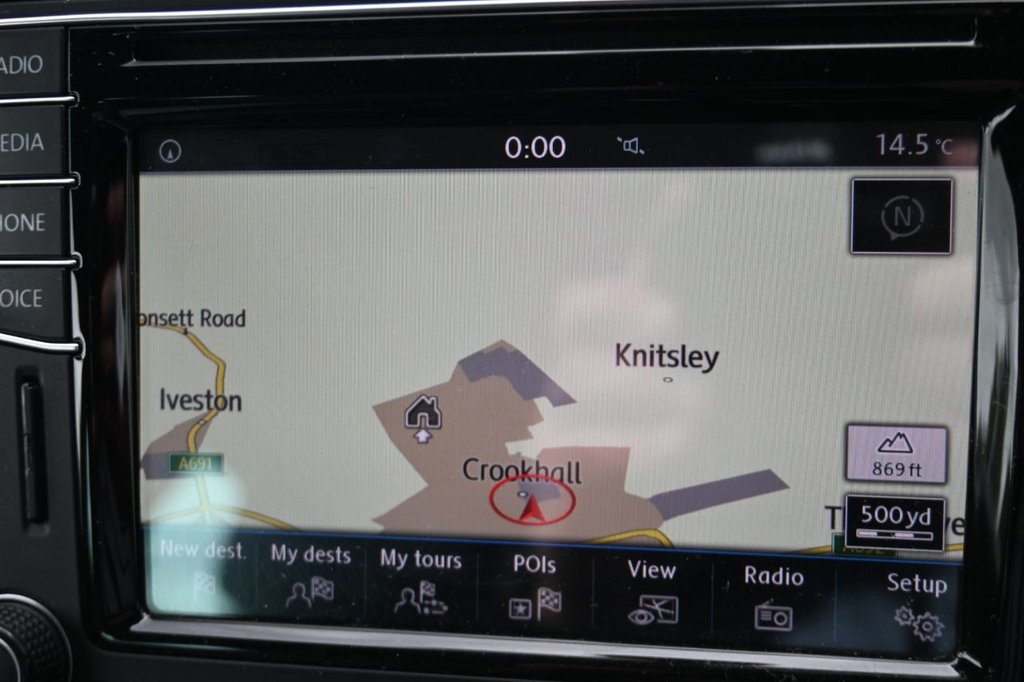 ADIO
EDIA
HONE
OICE
0:00
14.5 °C
N
onsett Road
Knitsley
Iveston
A691
Crookhall
869 ft
500 yd
New dest.
My dests
My tours
POIs
View
Radio
Setup